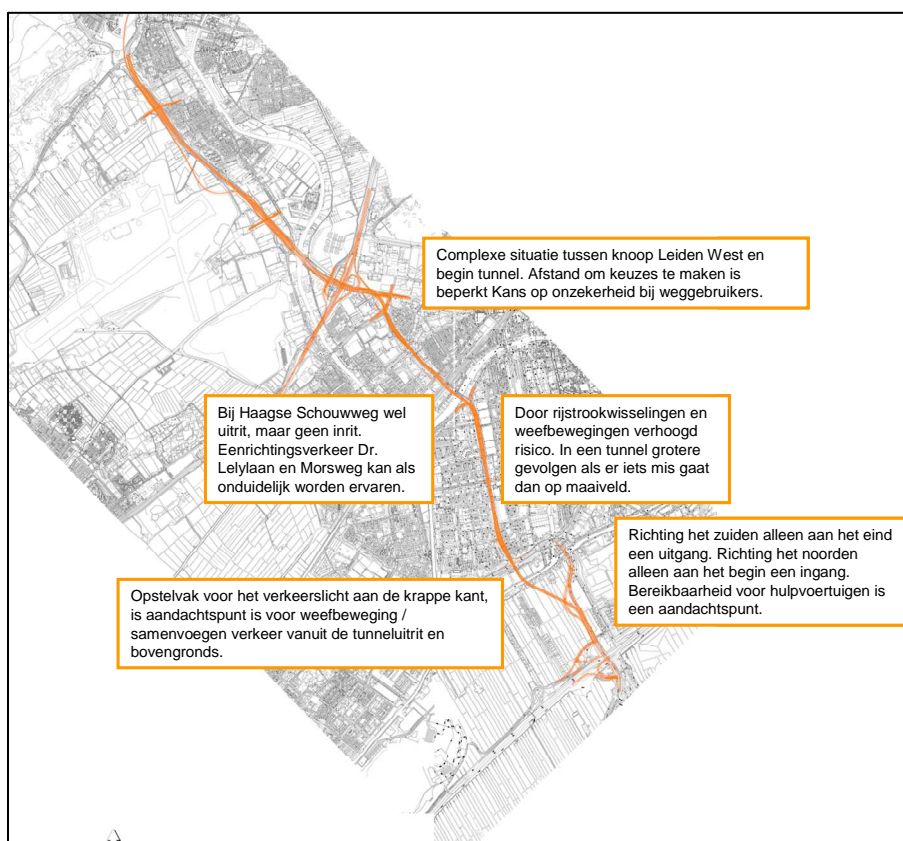 Complexe situatie tussen knoop Leiden West en
begin tunnel. Afstand om keuzes te maken is
beperkt Kans op onzekerheid bij weggebruikers.
Bij Haagse Schouwweg wel
uitrit, maar geen inrit.
Eenrichtingsverkeer Dr.
Lelylaan en Morsweg kan als
onduidelijk worden ervaren.
Door rijstrookwisselingen en
weefbewegingen verhoogd
risico. In een tunnel grotere
gevolgen als er iets mis gaat
dan op maaiveld.
Richting het zuiden alleen aan het eind
een uitgang. Richting het noorden
alleen aan het begin een ingang.
Bereikbaarheid voor hulpvoertuigen is
een aandachtspunt.
Opstelvak voor het verkeerslicht aan de krappe kant,
is aandachtspunt is voor weefbeweging /
samenvoegen verkeer vanuit de tunneluitrit en
bovengronds.